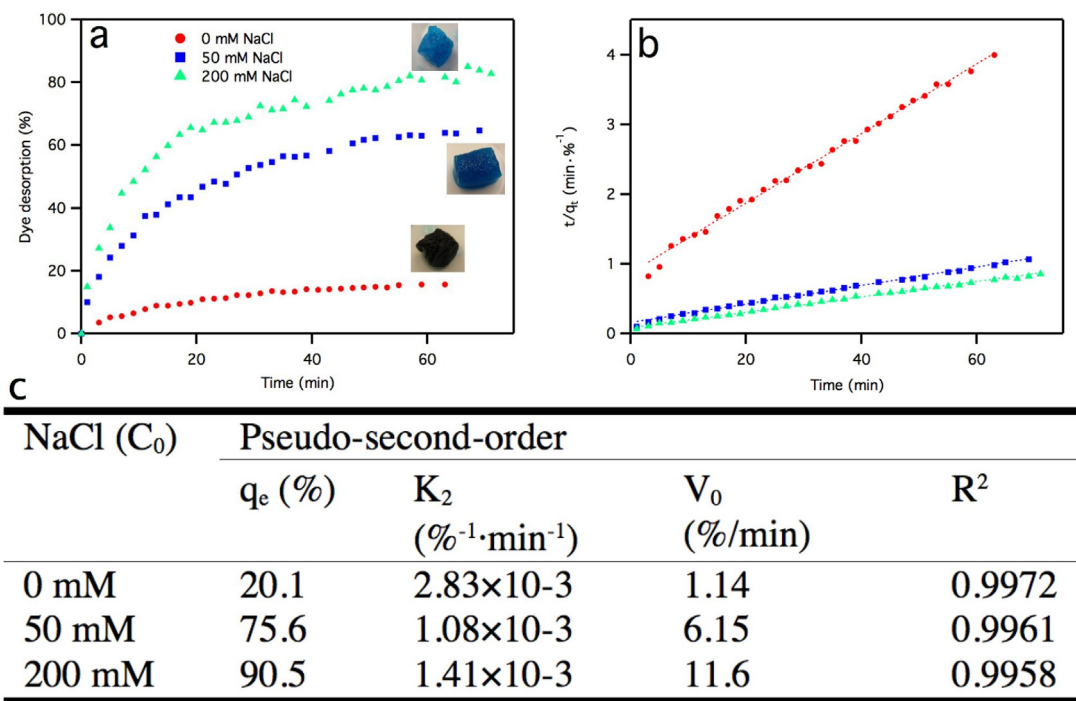 a
0 mM NaCl
50 mM NaCl
200 mM NaCl
100
80
60
40
20
0
Dye desorption (%)
0 20 40 60
Time (min)
b
4
3
2
1
0
t/qₜ (min·%⁻¹)
0 20 40 60
Time (min)
c
NaCl (C₀) Pseudo-second-order
qₑ (%) K₂ V₀ R²
(%⁻¹·min⁻¹) (%/min)
0 mM 20.1 2.83×10-3 1.14 0.9972
50 mM 75.6 1.08×10-3 6.15 0.9961
200 mM 90.5 1.41×10-3 11.6 0.9958